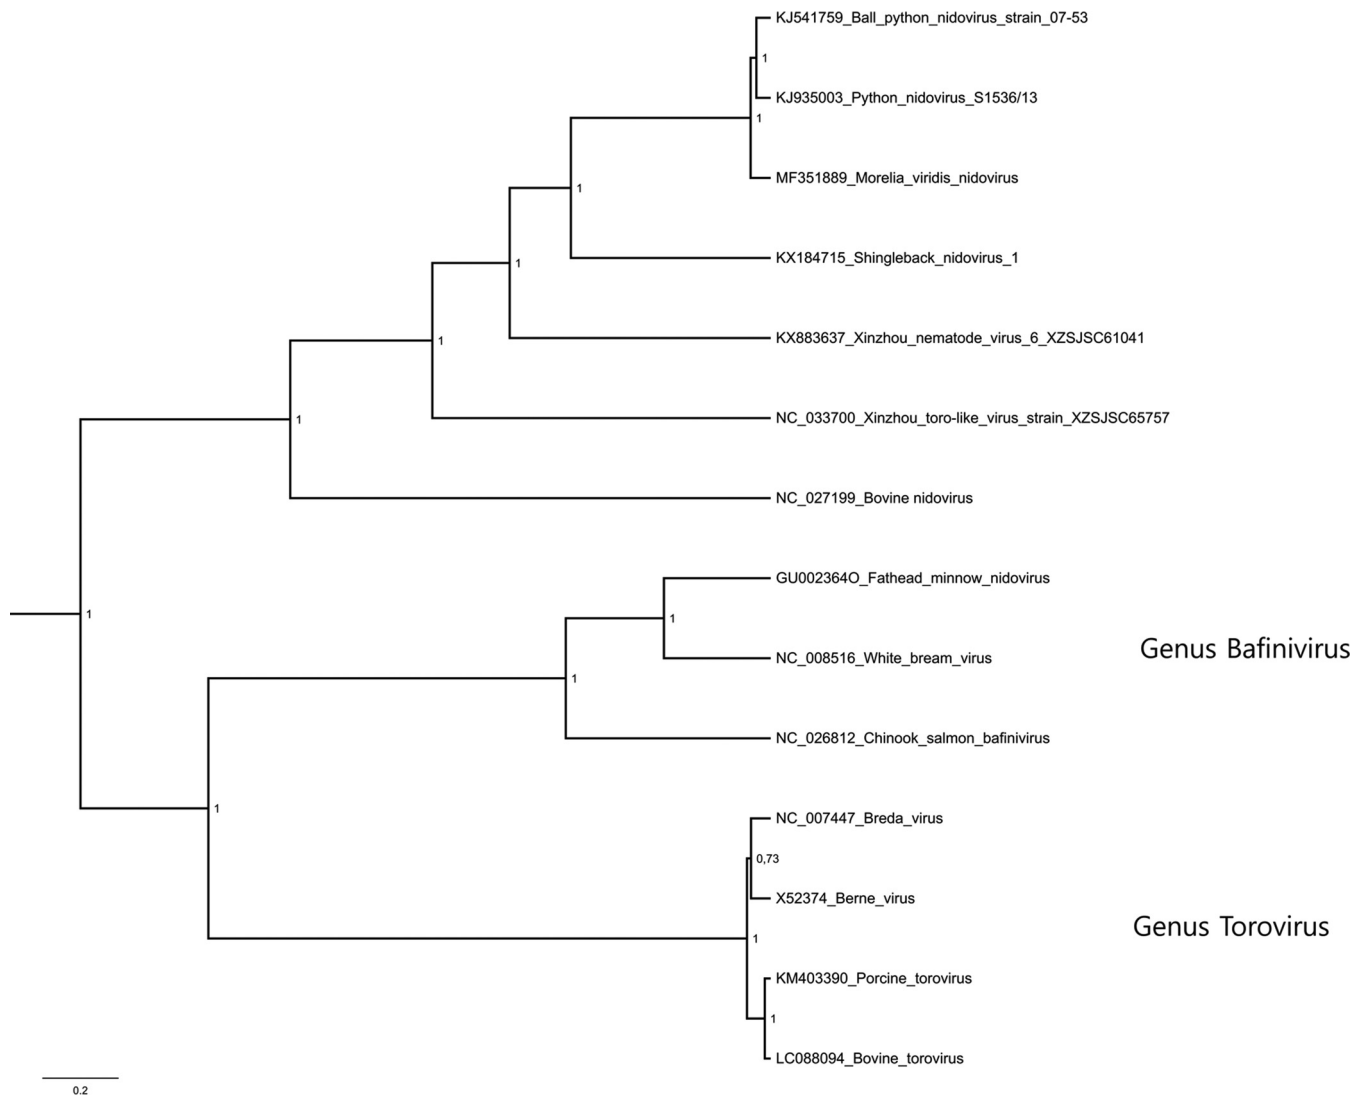 KJ541759_Ball_python_nidovirus_strain_07-53
1
KJ935003_Python_nidovirus_S1536/13
1
MF351889_Morelia_viridis_nidovirus
1
KX184715_Shingleback_nidovirus_1
1
KX883637_Xinzhou_nematode_virus_6_XZSJSC61041
1
NC_033700_Xinzhou_toro-like_virus_strain_XZSJSC65757
1
NC_027199_Bovine nidovirus
GU002364O_Fathead_minnow_nidovirus
1
1
Genus Bafinivirus
NC_008516_White_bream_virus
1
NC_026812_Chinook_salmon_bafinivirus
1
NC_007447_Breda_virus
0,73
X52374_Berne_virus
Genus Torovirus
1
KM403390_Porcine_torovirus
1
LC088094_Bovine_torovirus
0.2